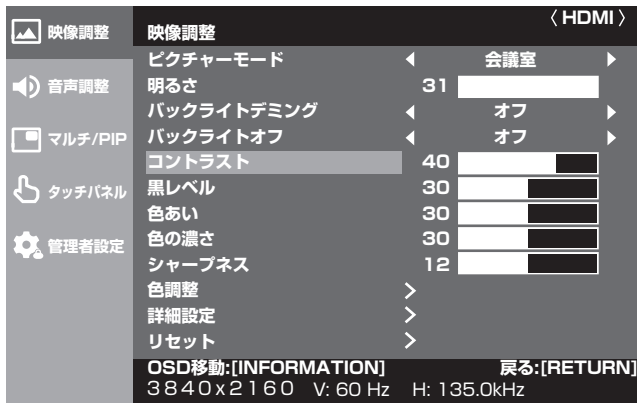 映像調整
音声調整
マルチ/PIP
タッチパネル
管理者設定
映像調整 〈HDMI〉
ピクチャーモード 会議室
明るさ 31
バックライトデミング オフ
バックライトオフ オフ
コントラスト 40
黒レベル 30
色あい 30
色の濃さ 30
シャープネス 12
色調整 >
詳細設定 >
リセット >
OSD移動:[INFORMATION] 戻る:[RETURN]
3840x2160 V: 60 Hz H: 135.0kHz